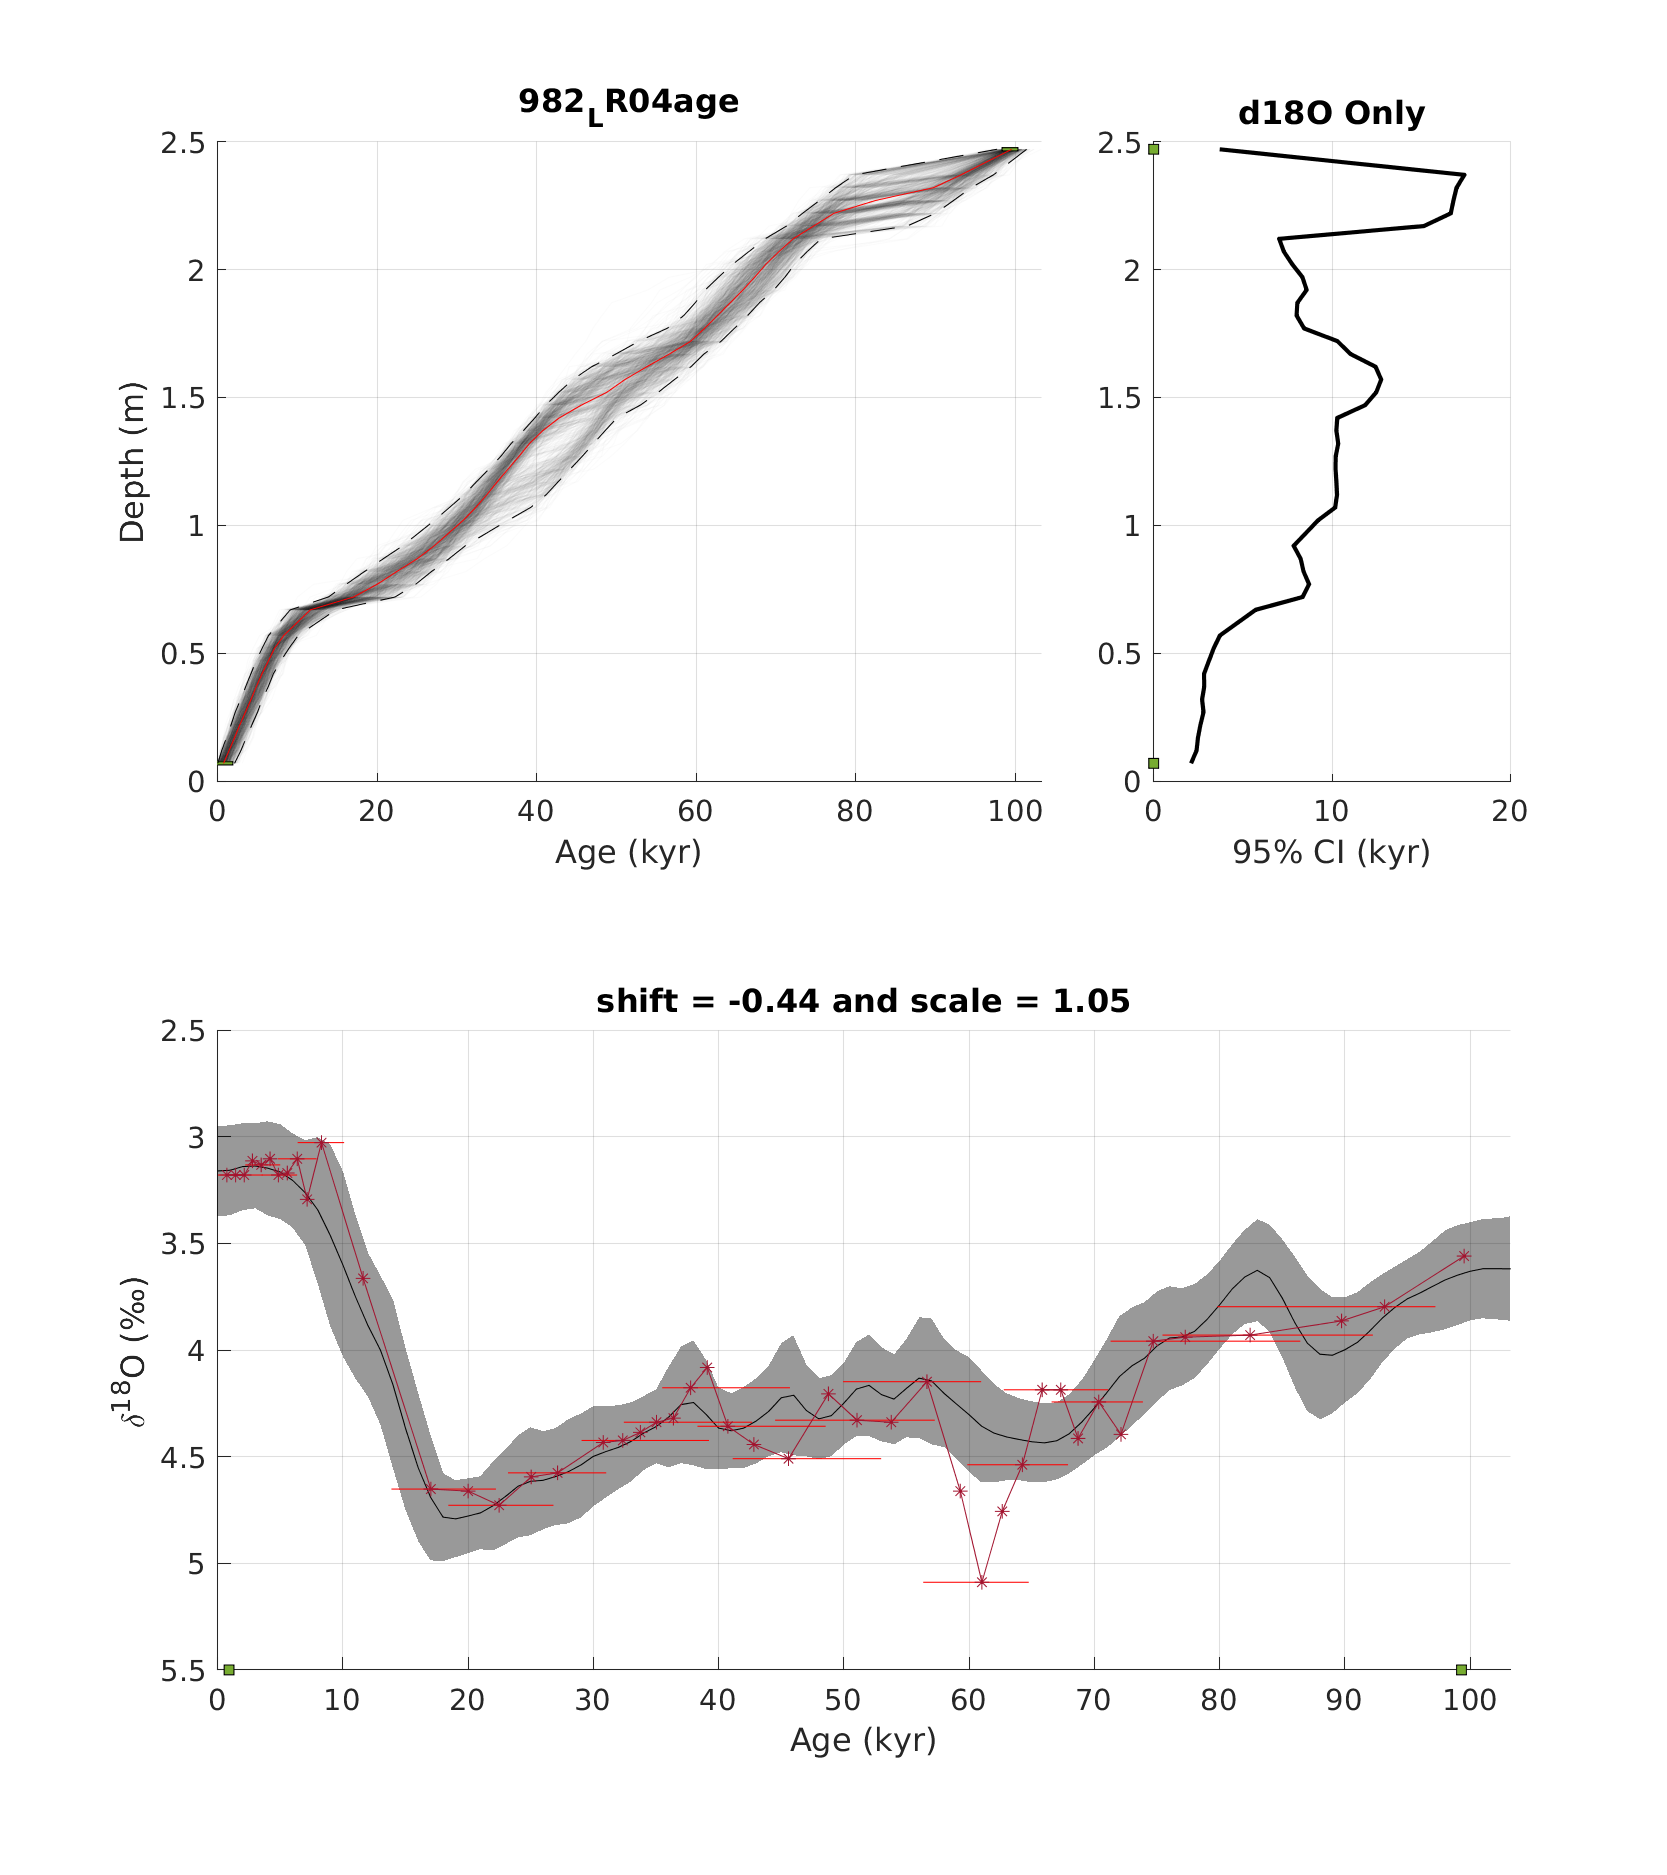 982LR04age
d18O Only
2.5
2
1.5
1
0.5
0
Depth (m)
0 20 40 60 80 100
Age (kyr)
2.5
2
1.5
1
0.5
0
0 10 20
95% CI (kyr)
shift = -0.44 and scale = 1.05
2.5
3
3.5
4
4.5
5
5.5
δ18O (‰)
0 10 20 30 40 50 60 70 80 90 100
Age (kyr)